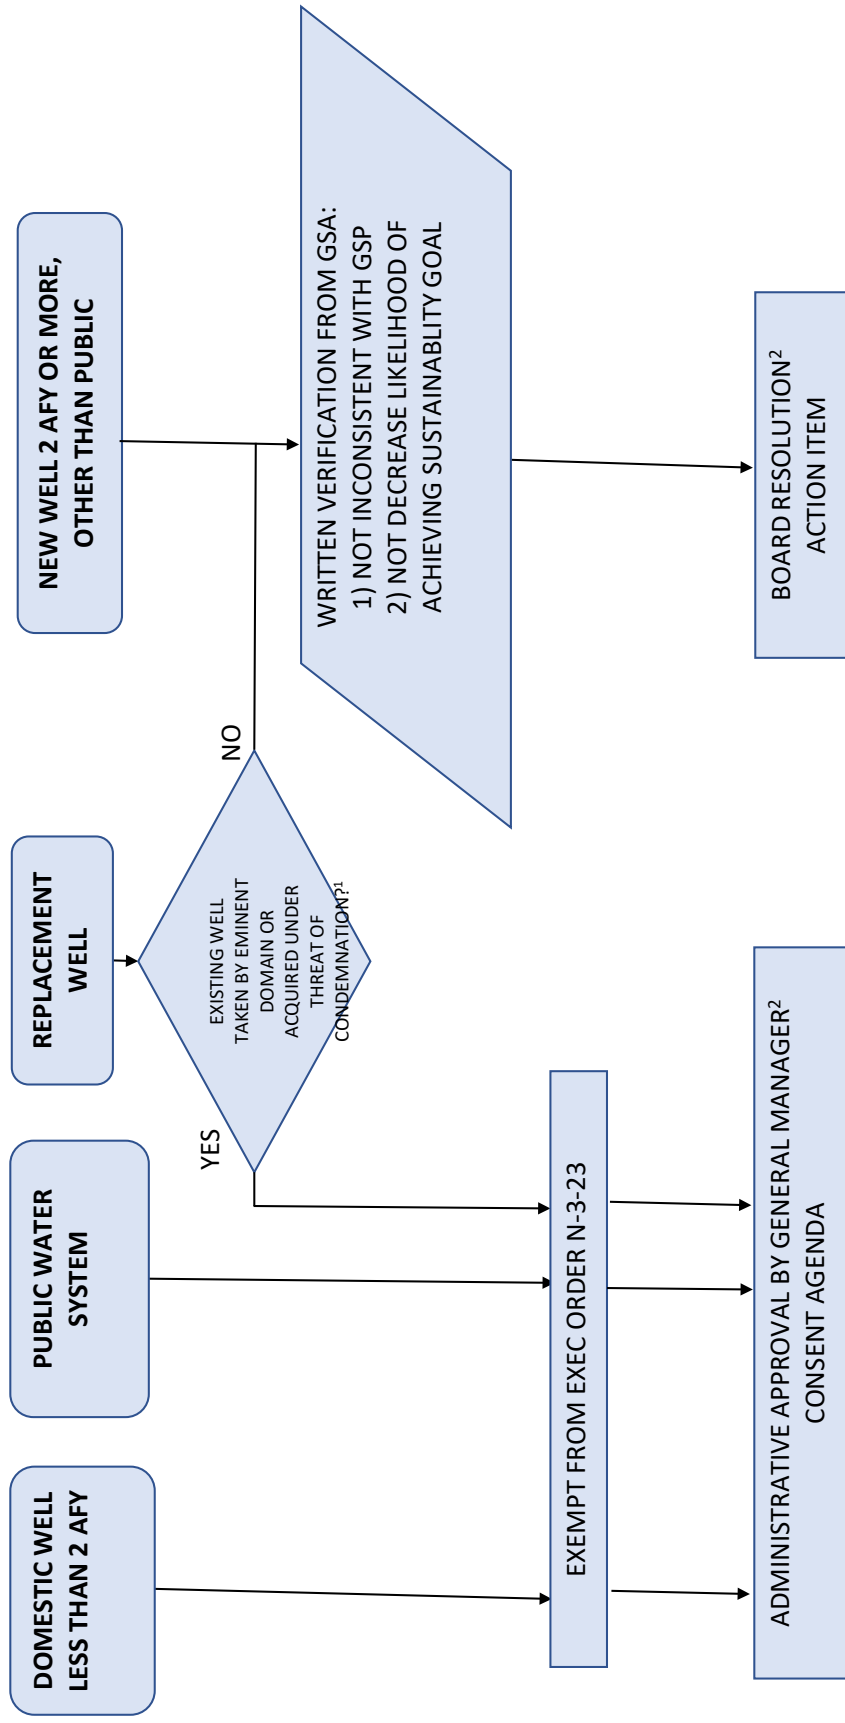 DOMESTIC WELL
LESS THAN 2 AFY
PUBLIC WATER
SYSTEM
REPLACEMENT
WELL
NEW WELL 2 AFY OR MORE,
OTHER THAN PUBLIC
YES
EXISTING WELL
TAKEN BY EMINENT
DOMAIN OR
ACQUIRED UNDER
THREAT OF
CONDEMNATION?¹
NO
WRITTEN VERIFICATION FROM GSA:
1) NOT INCONSISTENT WITH GSP
2) NOT DECREASE LIKELIHOOD OF
ACHIEVING SUSTAINABLITY GOAL
EXEMPT FROM EXEC ORDER N-3-23
ADMINISTRATIVE APPROVAL BY GENERAL MANAGER²
CONSENT AGENDA
BOARD RESOLUTION²
ACTION ITEM